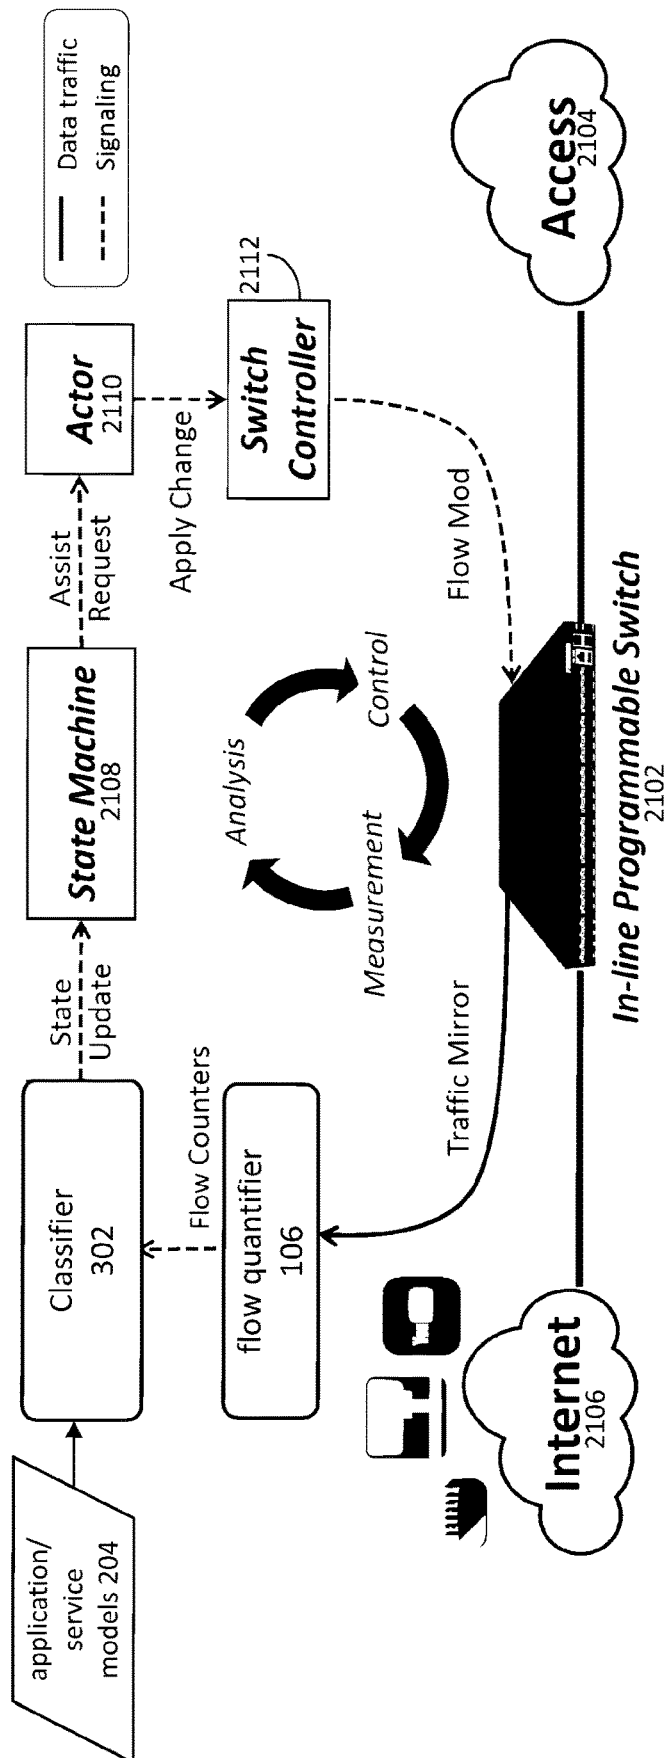 application/
service
models 204
Classifier
302
State
Update
State Machine
2108
Assist
Request
Actor
2110
Data traffic
Signaling
Flow Counters
flow quantifier
106
Apply Change
Switch
Controller
2112
Analysis
Measurement
Control
Traffic Mirror
Flow Mod
Internet
2106
In-line Programmable Switch
2102
Access
2104